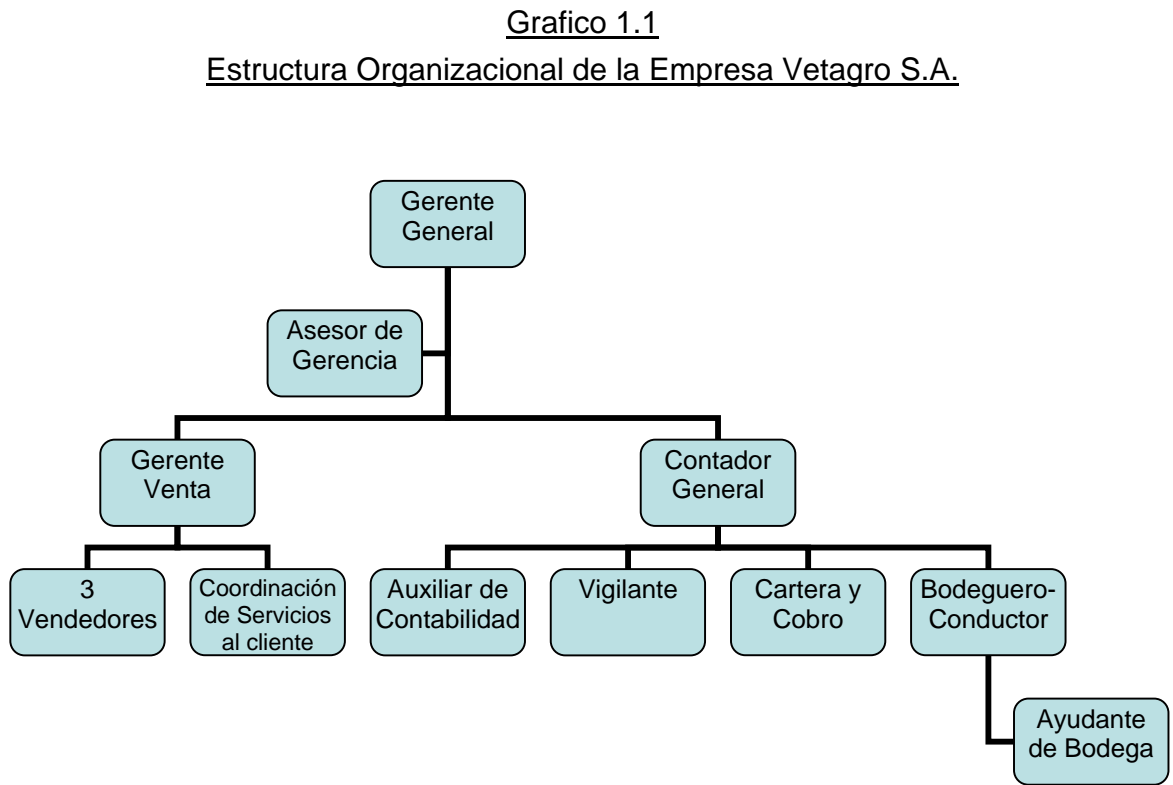 Grafico 1.1
Estructura Organizacional de la Empresa Vetagro S.A.
Gerente
General
Asesor de
Gerencia
Gerente
Venta
Contador
General
3
Vendedores
Coordinación
de Servicios
al cliente
Auxiliar de
Contabilidad
Vigilante
Cartera y
Cobro
Bodeguero-
Conductor
Ayudante
de Bodega